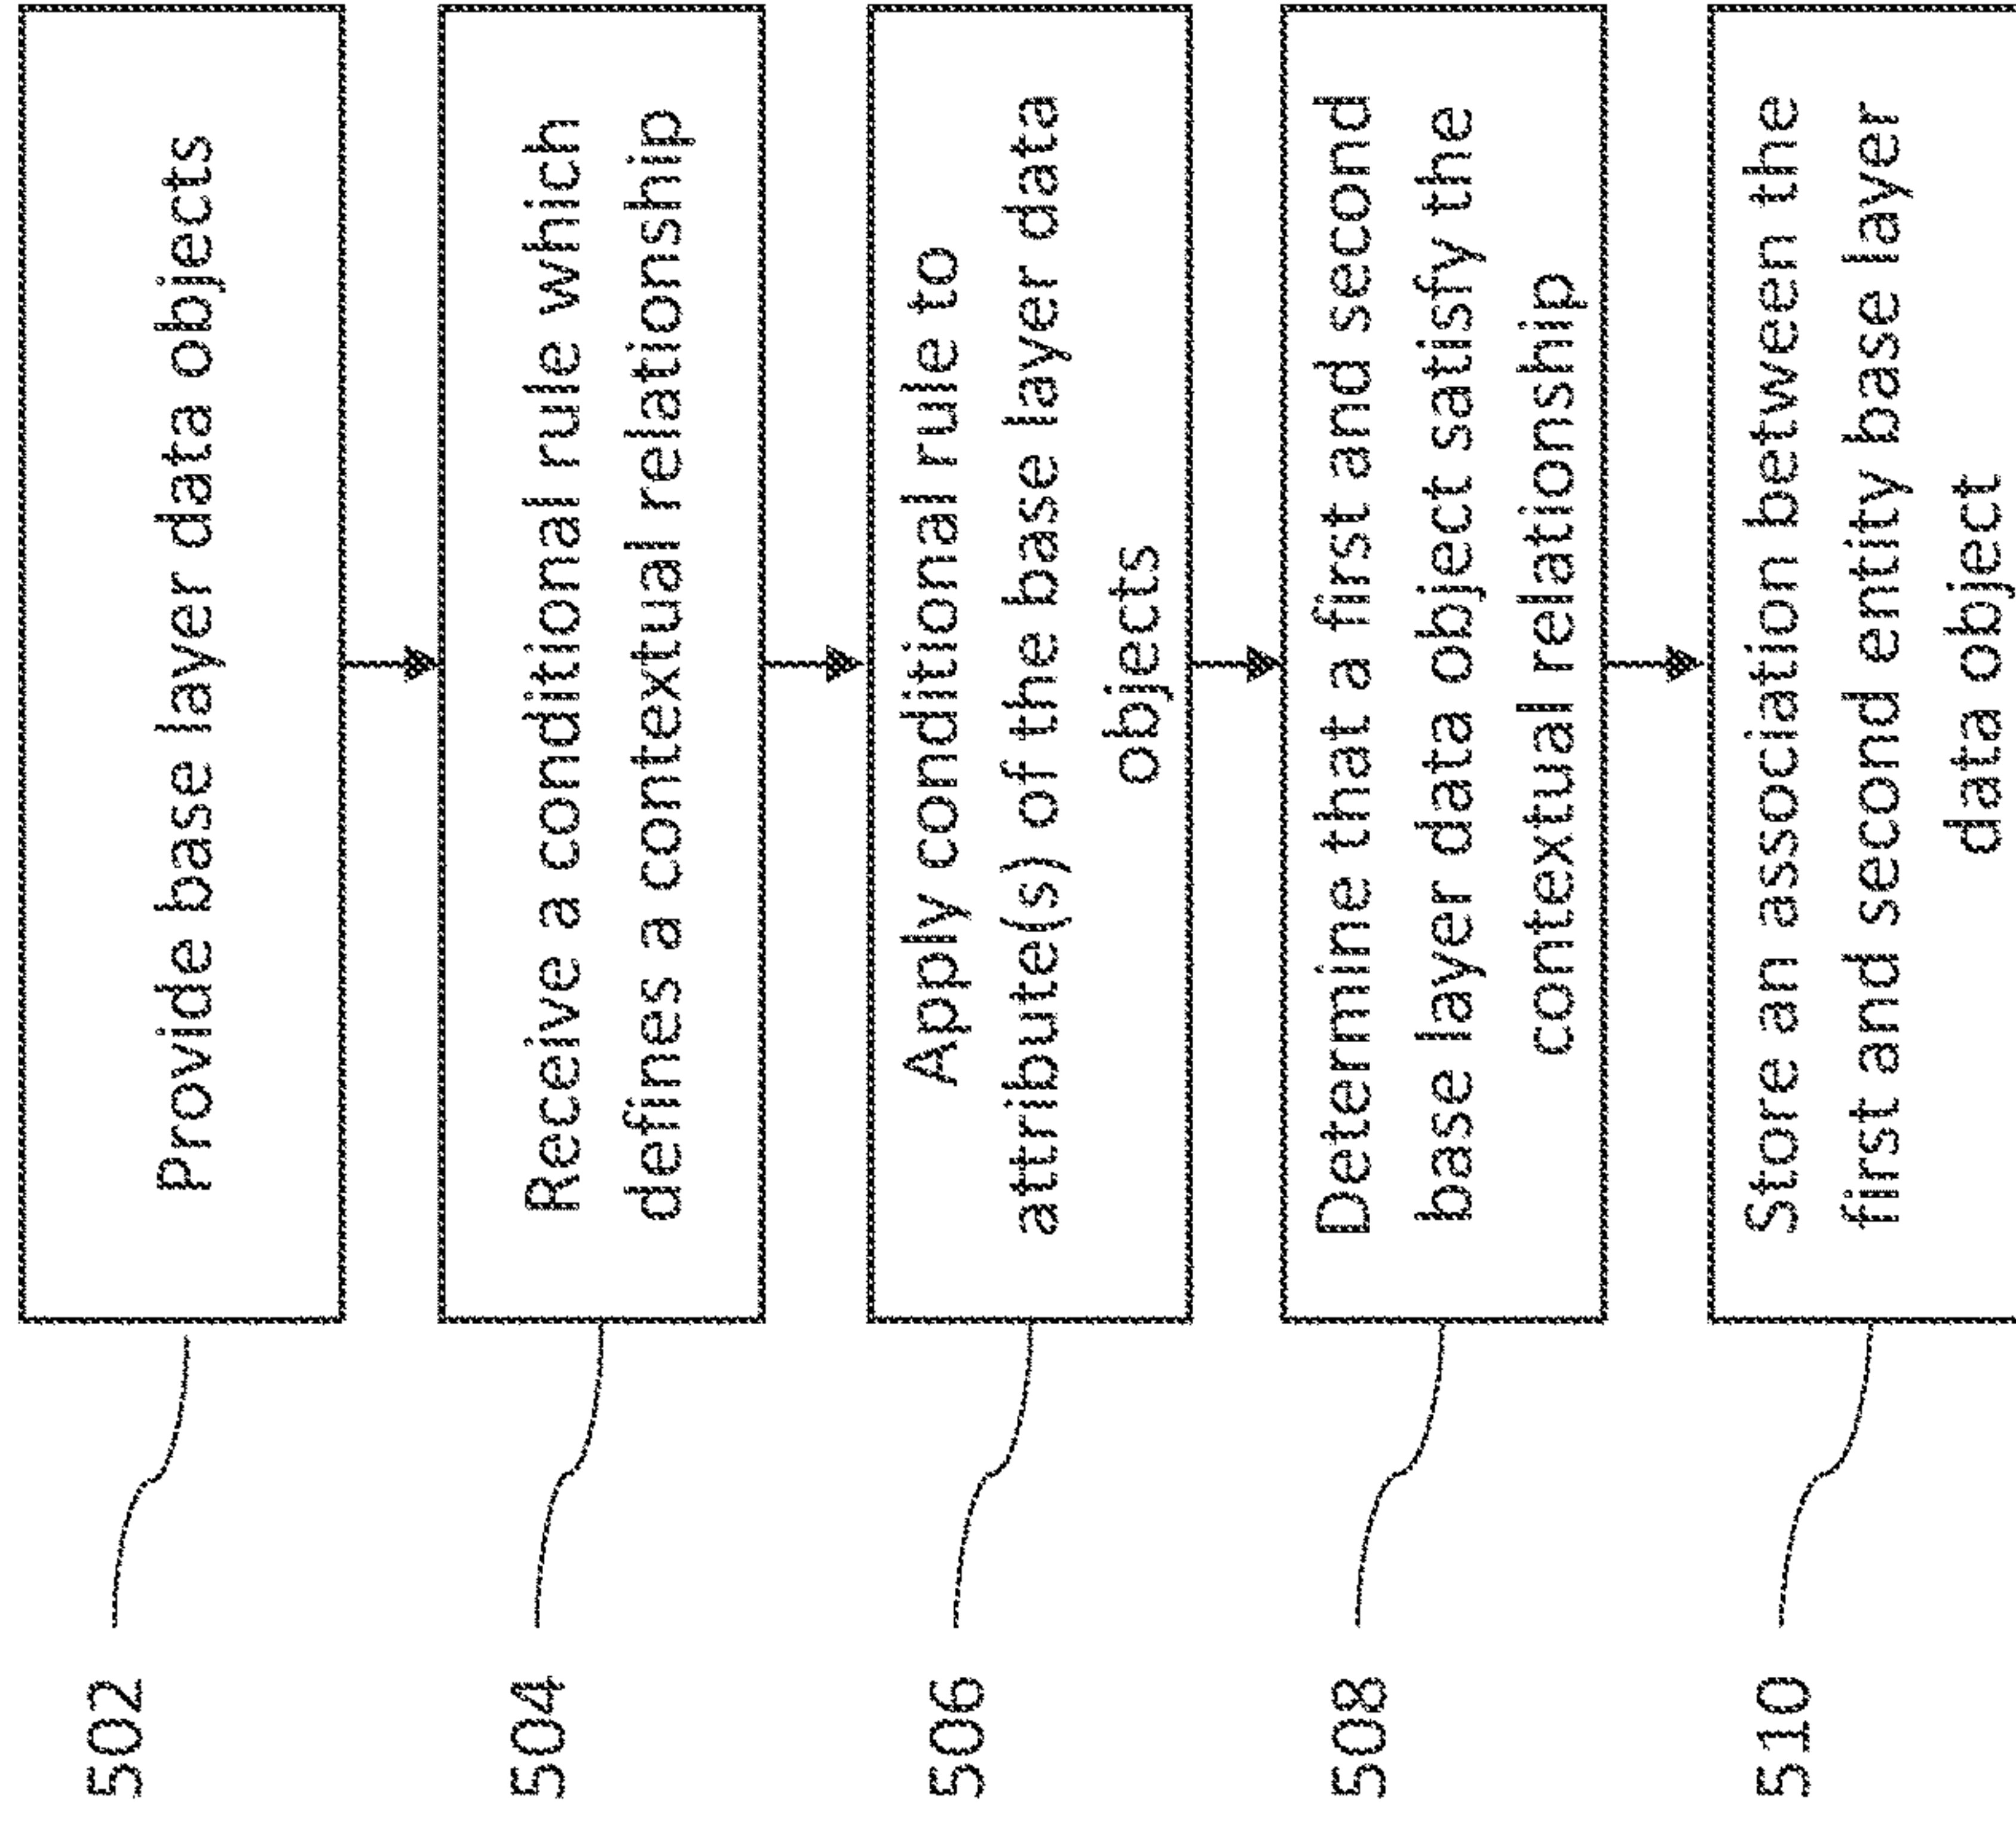 502
Provide base layer data objects
504
Receive a conditional rule which
defines a contextual relationship
506
Apply conditional rule to
attribute(s) of the base layer data
objects
508
Determine that a first and second
base layer data object satisfy the
contextual relationship
510
Store an association between the
first and second entity base layer
data object